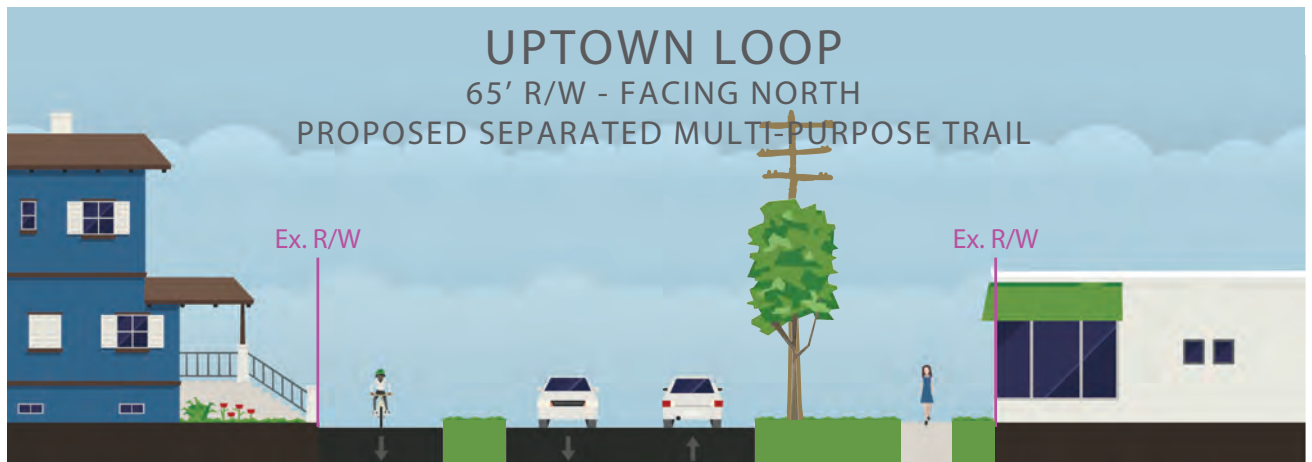 UPTOWN LOOP
65’ R/W - FACING NORTH
PROPOSED SEPARATED MULTI-PURPOSE TRAIL
Ex. R/W
Ex. R/W